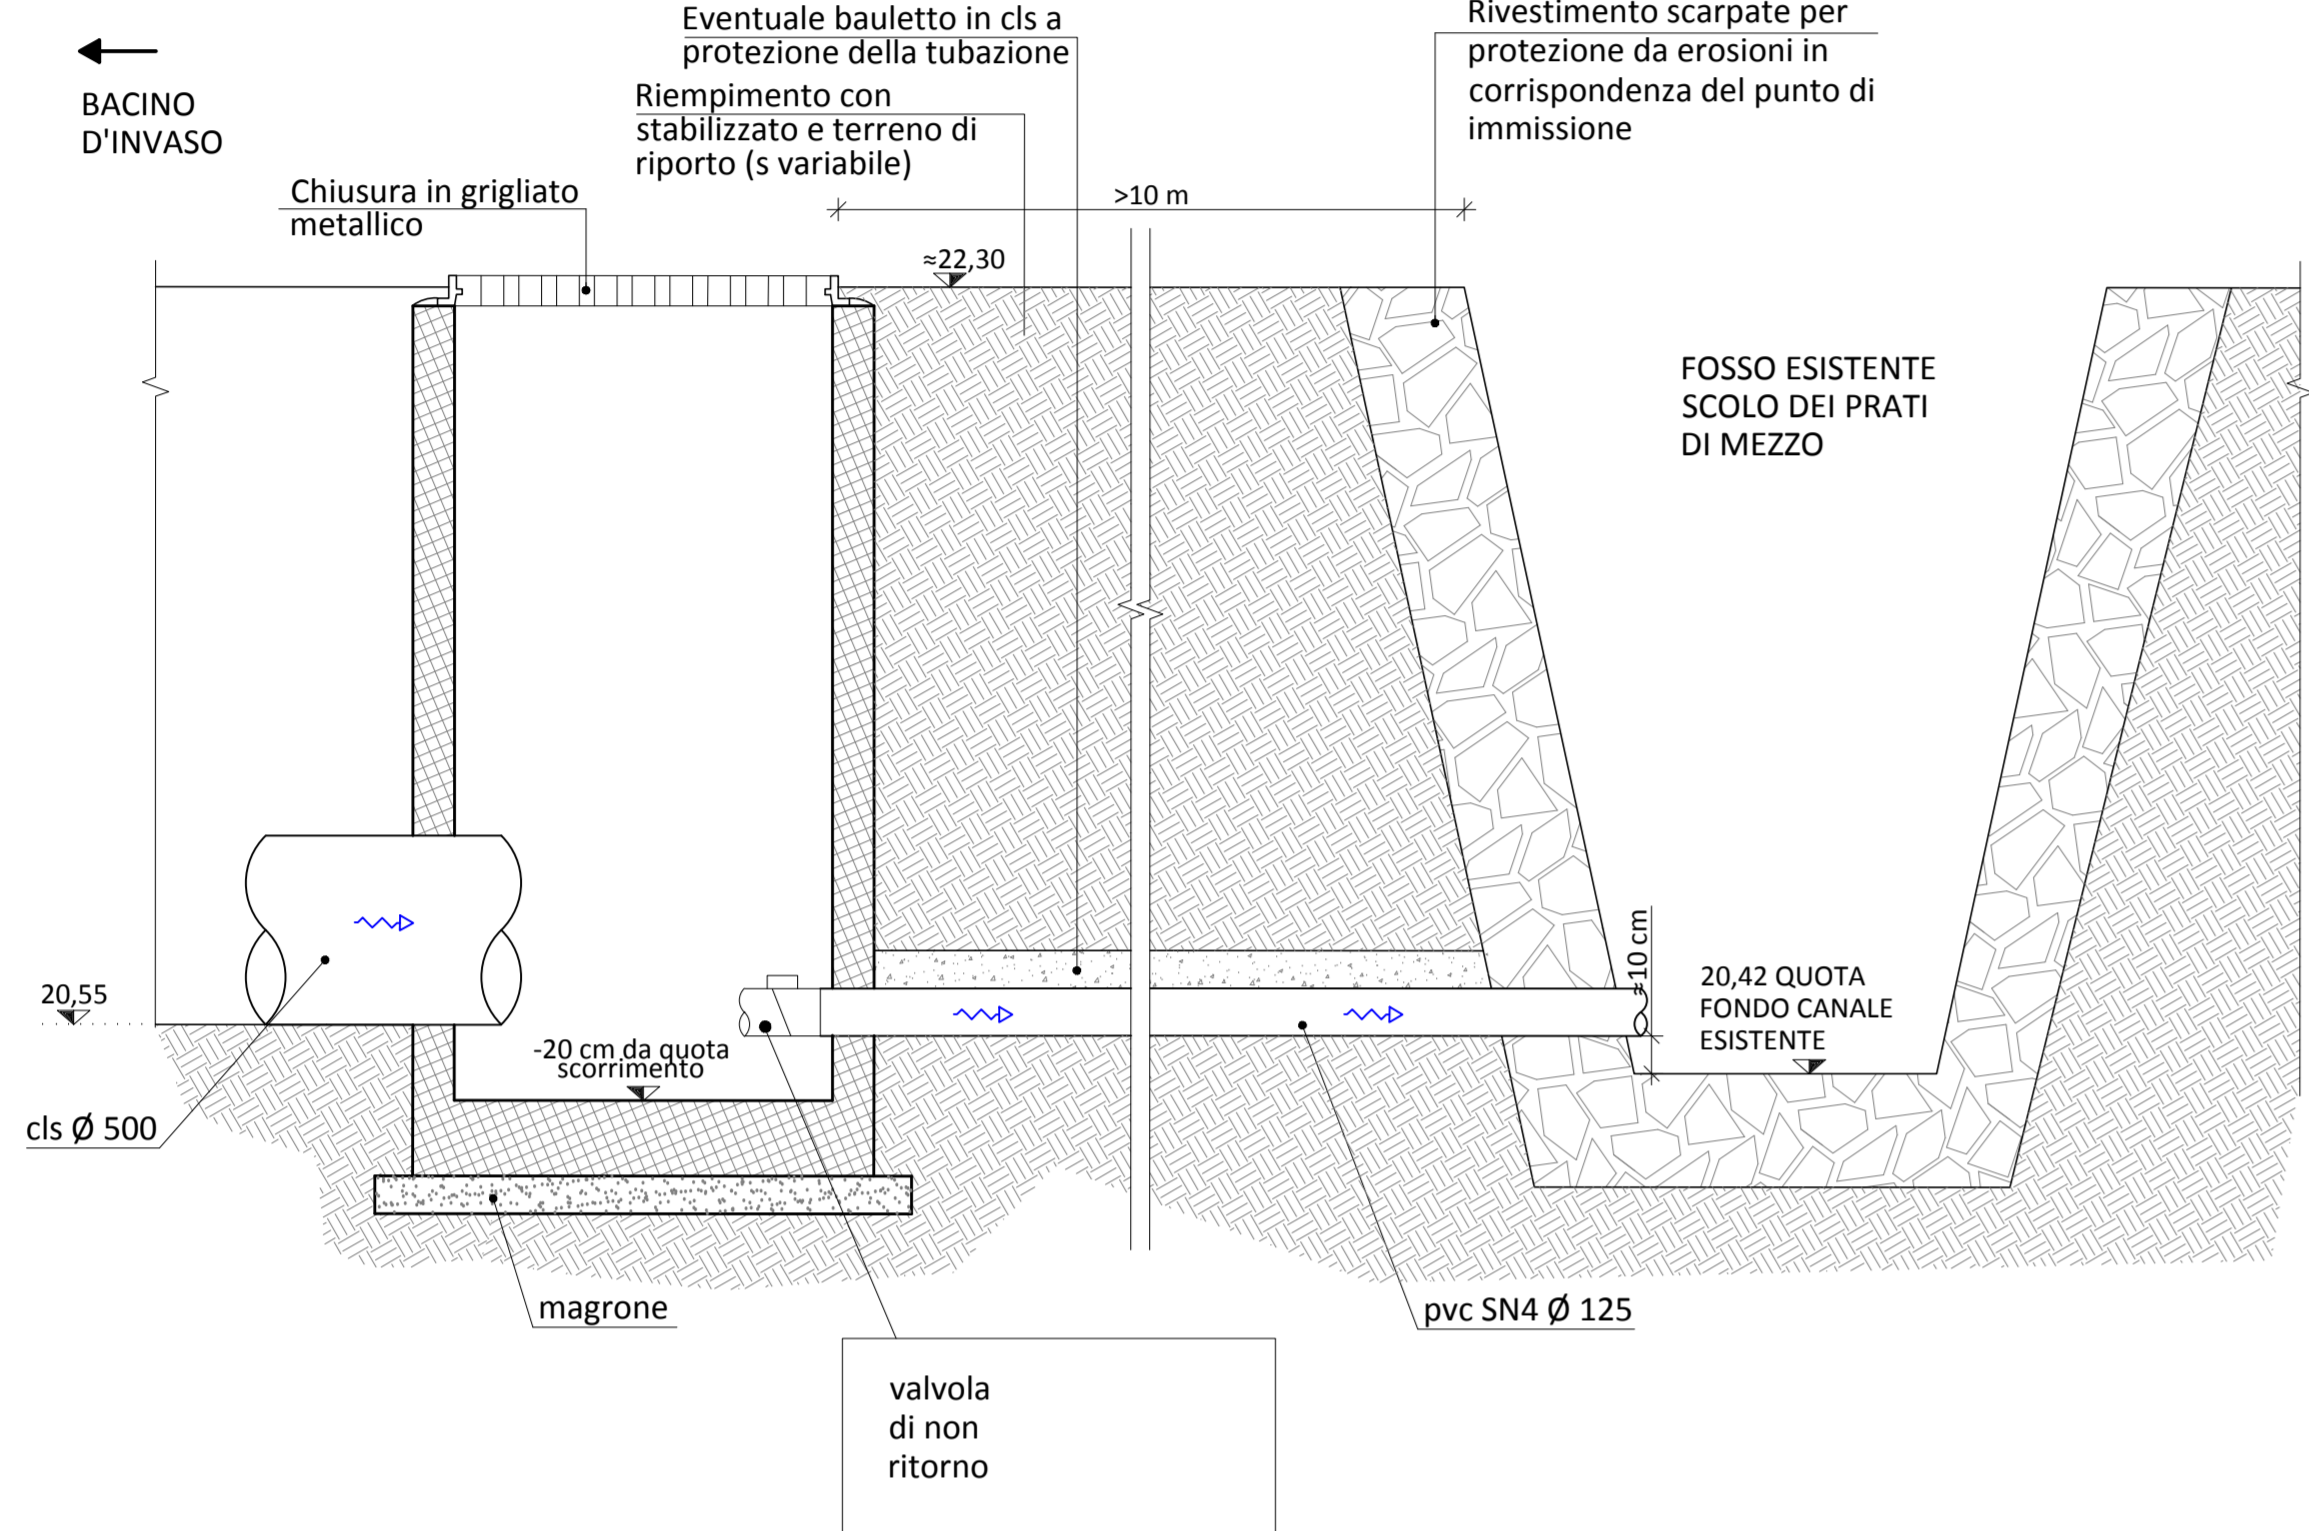 Eventuale bauletto in cls a
protezione della tubazione
Rivestimento scarpate per
protezione da erosioni in
corrispondenza del punto di
immissione
BACINO
D'INVASO
Riempimento con
stabilizzato e terreno di
riporto (s variabile)
Chiusura in grigliato
metallico
>10 m
≈22,30
FOSSO ESISTENTE
SCOLO DEI PRATI
DI MEZZO
≈10 cm
20,55
20,42 QUOTA
FONDO CANALE
ESISTENTE
-20 cm da quota
scorrimento
cls Ø 500
magrone
pvc SN4 Ø 125
valvola
di non
ritorno